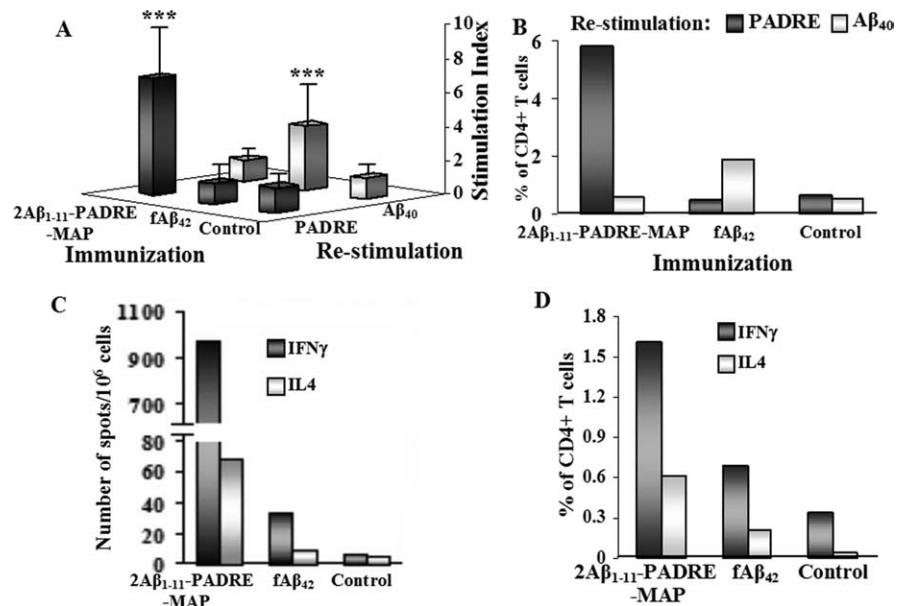 A
***
***
10
8
6
4
2
0
Stimulation Index
2Aβ₁₋₁₁-PADRE
-MAP
fAβ₄₂
Control
PADRE
Aβ₄₀
Immunization
Re-stimulation
B
Re-stimulation: PADRE Aβ₄₀
% of CD4+ T cells
6
4
2
0
2Aβ₁₋₁₁-PADRE-MAP fAβ₄₂ Control
Immunization
C
Number of spots/10⁶ cells
1100
900
700
80
60
40
20
0
IFNγ
IL4
2Aβ₁₋₁₁-PADRE
-MAP
fAβ₄₂
Control
D
% of CD4+ T cells
1.8
1.5
1.2
0.9
0.6
0.3
0
IFNγ
IL4
2Aβ₁₋₁₁-PADRE
-MAP
fAβ₄₂
Control